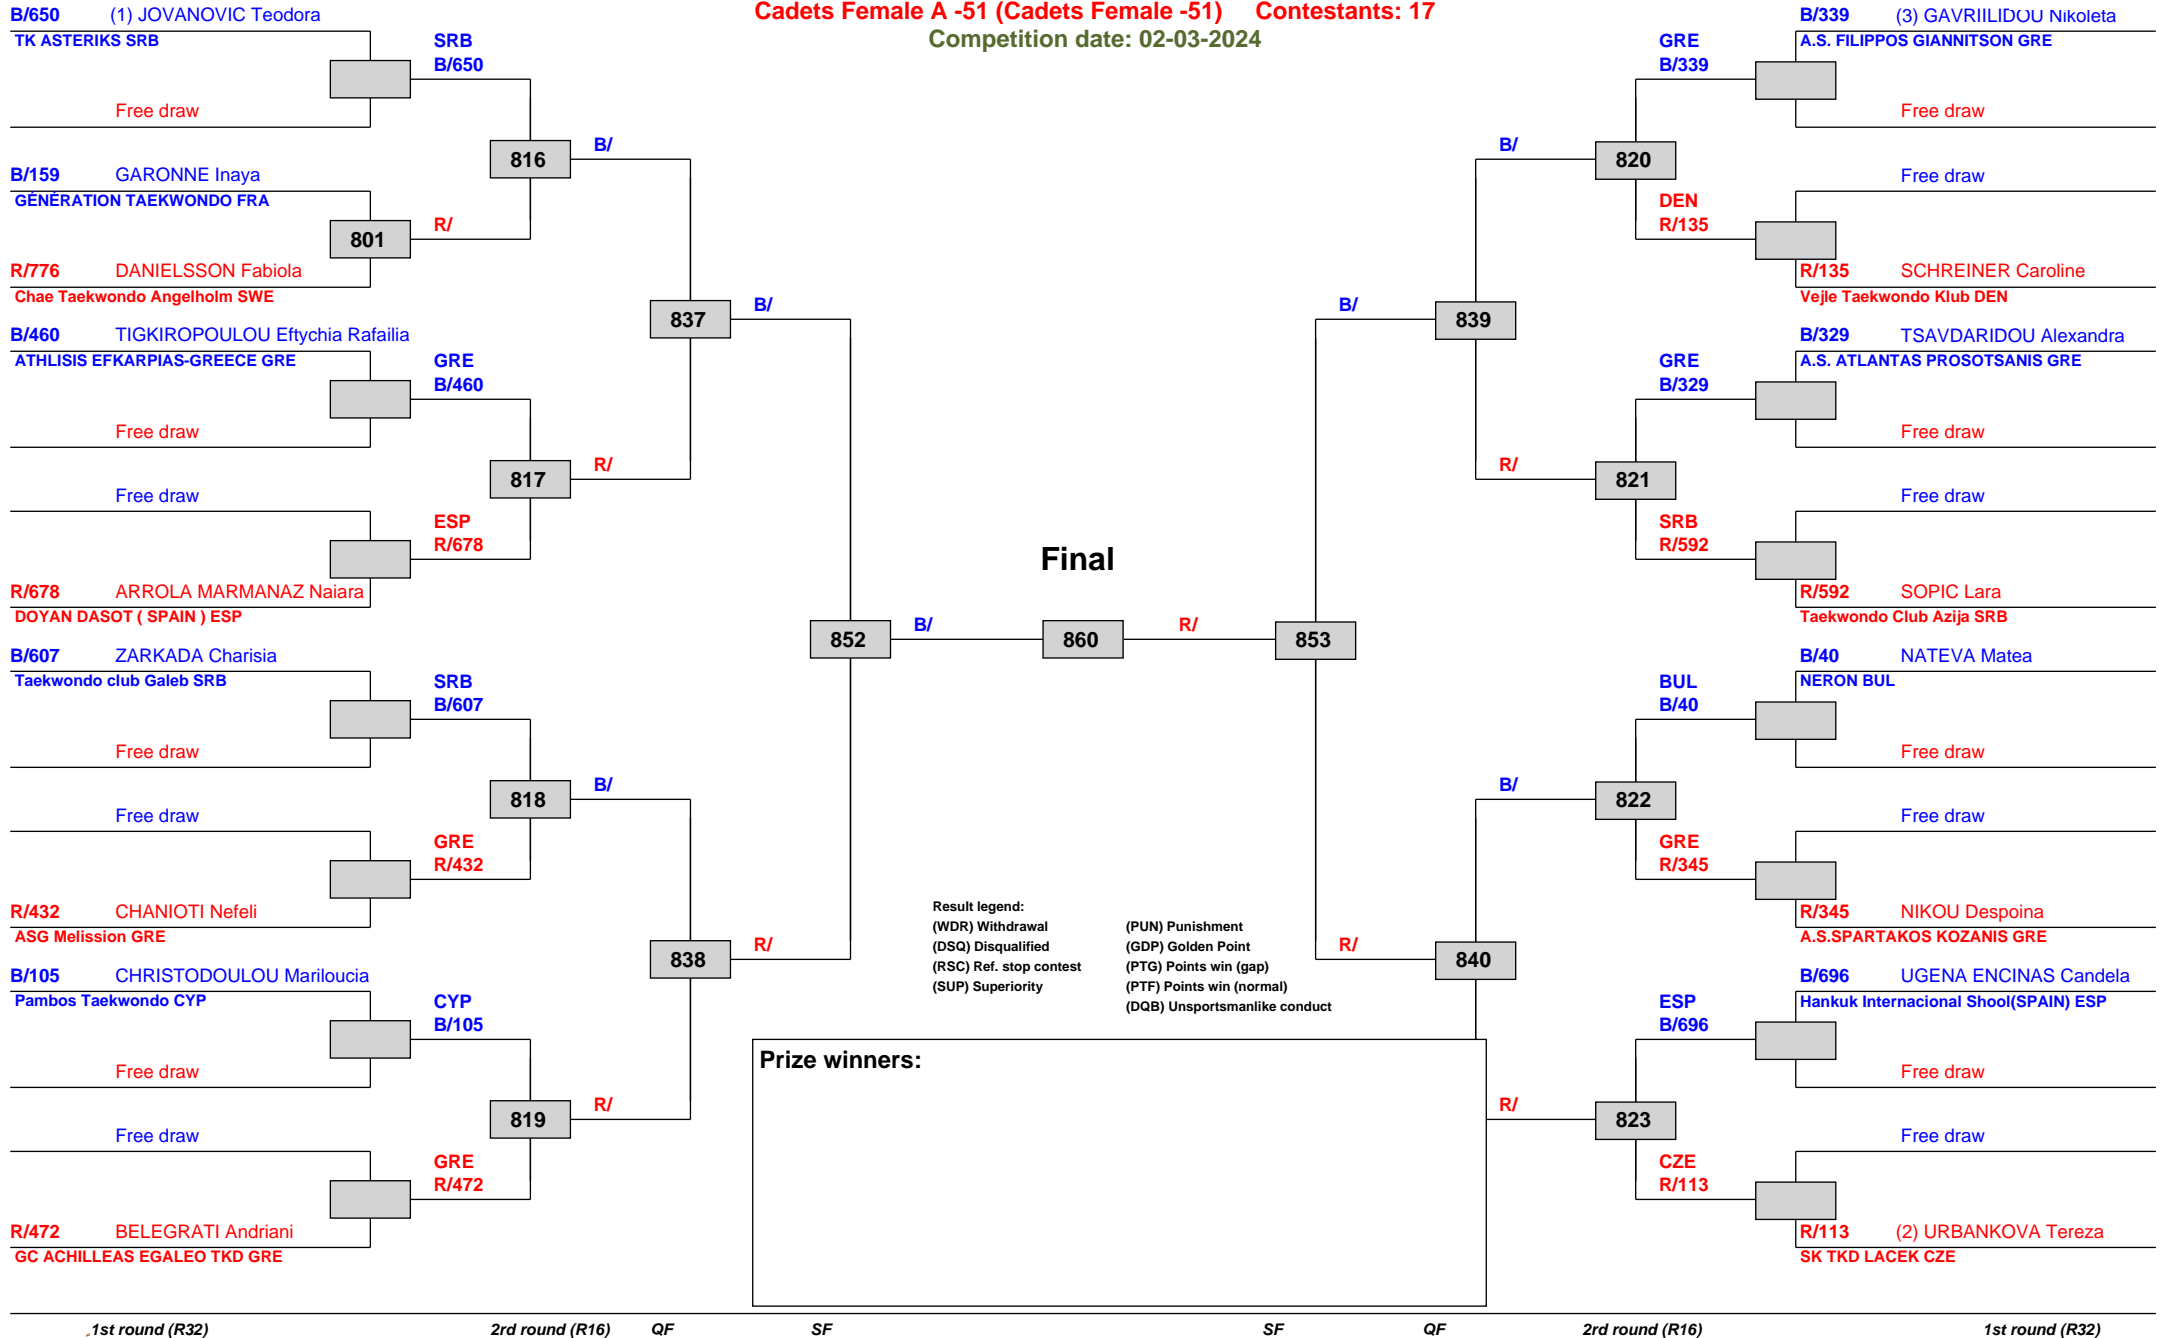 Cadets Female A -51 (Cadets Female -51) Contestants: 17
Competition date: 02-03-2024
B/650 (1) JOVANOVIC Teodora
TK ASTERIKS SRB
SRB
B/650
Free draw
816
B/
B/159 GARONNE Inaya
GÉNÉRATION TAEKWONDO FRA
801
R/
R/776 DANIELSSON Fabiola
Chae Taekwondo Angelholm SWE
837
B/
B/460 TIGKIROPOULOU Eftychia Rafailia
ATHLISIS EFKARPIAS-GREECE GRE
GRE
B/460
Free draw
817
R/
Free draw
ESP
R/678
R/678 ARROLA MARMANAZ Naiara
DOYAN DASOT ( SPAIN ) ESP
852
B/
B/607 ZARKADA Charisia
Taekwondo club Galeb SRB
SRB
B/607
Free draw
818
B/
Free draw
GRE
R/432
R/432 CHANIOTI Nefeli
ASG Melission GRE
838
R/
B/105 CHRISTODOULOU Mariloucia
Pambos Taekwondo CYP
CYP
B/105
Free draw
819
R/
Free draw
GRE
R/472
R/472 BELEGRATI Andriani
GC ACHILLEAS EGALEO TKD GRE
Final
860
R/
853
Result legend:
(WDR) Withdrawal (PUN) Punishment
(DSQ) Disqualified (GDP) Golden Point
(RSC) Ref. stop contest (PTG) Points win (gap)
(SUP) Superiority (PTF) Points win (normal)
(DQB) Unsportsmanlike conduct
Prize winners:
B/339 (3) GAVRIILIDOU Nikoleta
A.S. FILIPPOS GIANNITSON GRE
GRE
B/339
Free draw
B/
820
Free draw
DEN
R/135
R/135 SCHREINER Caroline
Vejle Taekwondo Klub DEN
B/
839
B/329 TSAVDARIDOU Alexandra
A.S. ATLANTAS PROSOTSANIS GRE
GRE
B/329
Free draw
R/
821
Free draw
SRB
R/592
R/592 SOPIC Lara
Taekwondo Club Azija SRB
B/40 NATEVA Matea
NERON BUL
BUL
B/40
Free draw
B/
822
Free draw
GRE
R/345
R/345 NIKOU Despoina
A.S.SPARTAKOS KOZANIS GRE
R/
840
B/696 UGENA ENCINAS Candela
Hankuk Internacional Shool(SPAIN) ESP
ESP
B/696
Free draw
R/
823
Free draw
CZE
R/113
R/113 (2) URBANKOVA Tereza
SK TKD LACEK CZE
1st round (R32) 2rd round (R16) QF SF SF QF 2rd round (R16) 1st round (R32)